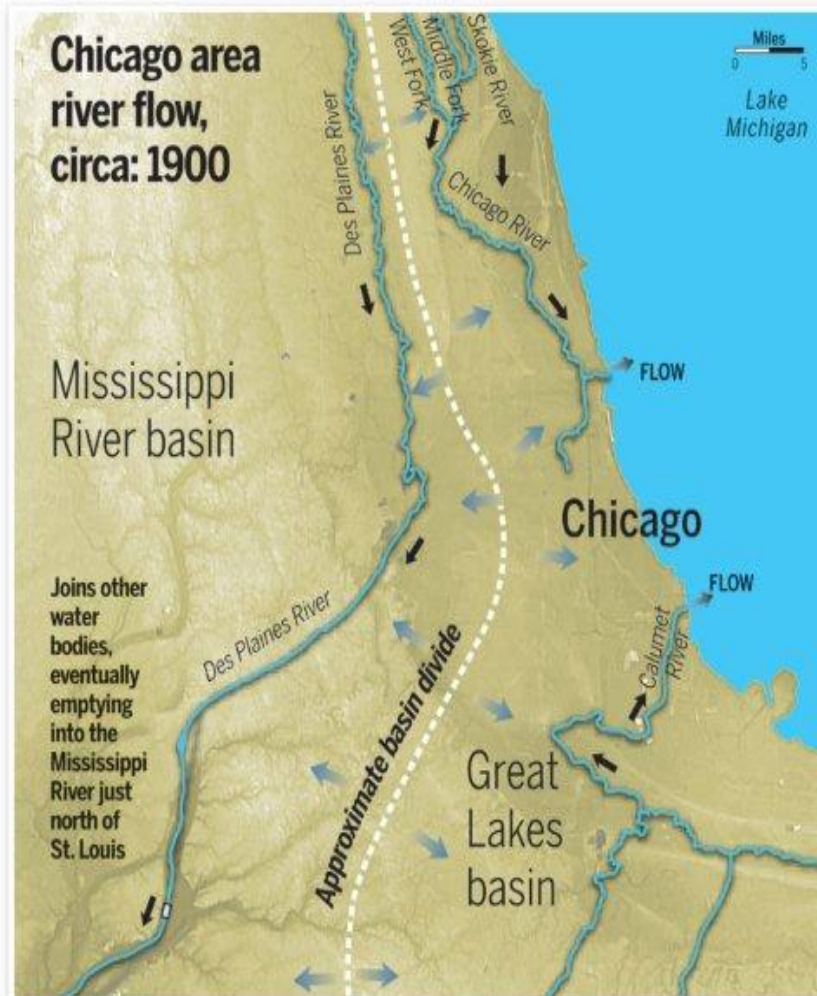 Chicago area
river flow,
circa: 1900
West Fork
Middle Fork
Skokie River
Miles
0 5
Lake
Michigan
Des Plaines River
Chicago River
FLOW
Mississippi
River basin
Chicago
FLOW
Calumet
River
Joins other
water
bodies,
eventually
emptying
into the
Mississippi
River just
north of
St. Louis
Des Plaines River
Approximate basin divide
Great
Lakes
basin